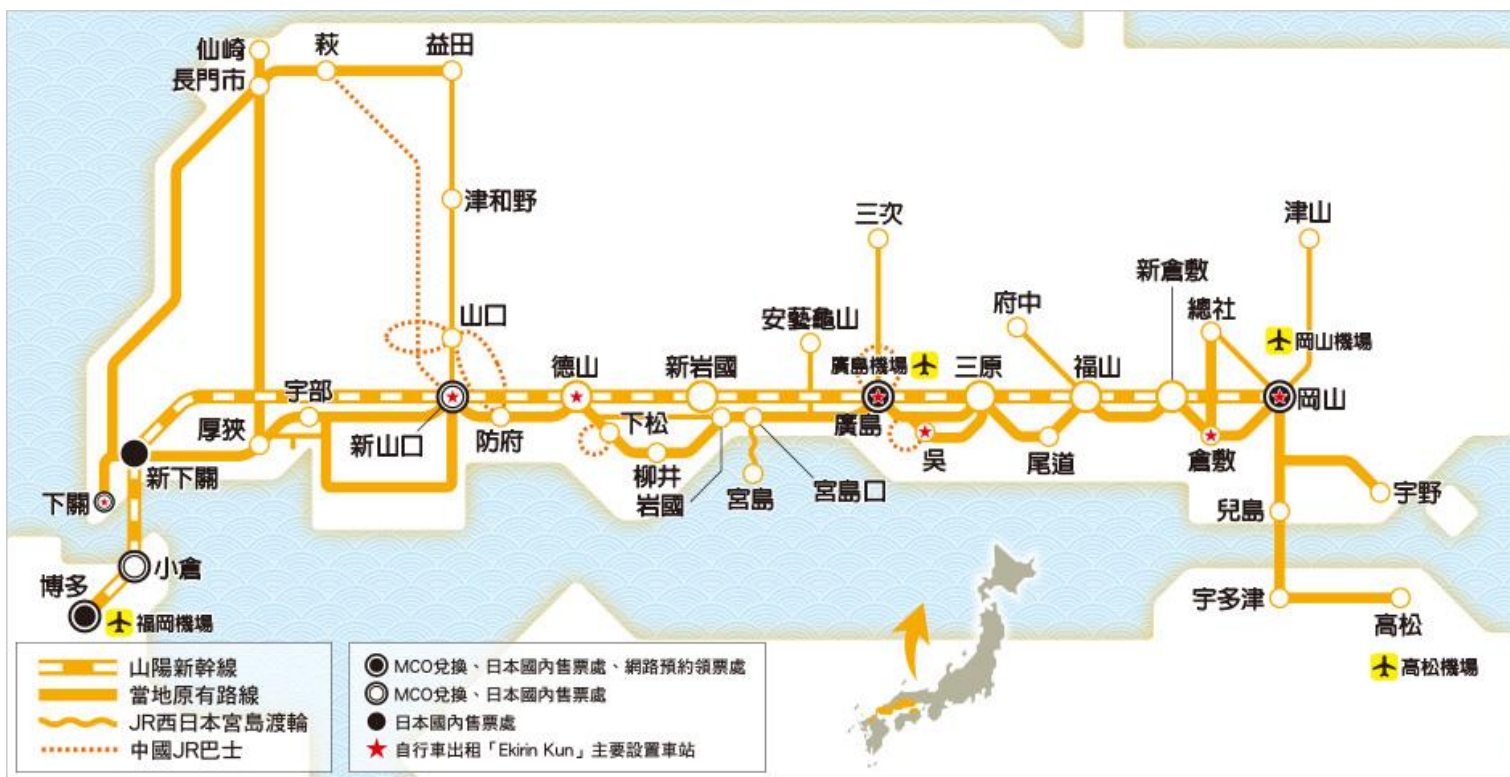 仙崎
萩
益田
長門市
津和野
三次
津山
新倉敷
山口
安藝龜山
府中
總社
德山
新岩國
廣島機場
三原
福山
岡山機場
宇部
岡山
厚狹
新山口
防府
下松
廣島
吳
尾道
倉敷
新下關
柳井
岩國
宮島
宮島口
下關
兒島
宇野
小倉
博多
福岡機場
宇多津
高松
高松機場
山陽新幹線
當地原有路線
JR西日本宮島渡輪
中國JR巴士
MCO兌換、日本國內售票處、網路預約領票處
MCO兌換、日本國內售票處
日本國內售票處
自行車出租「Ekirin Kun」主要設置車站